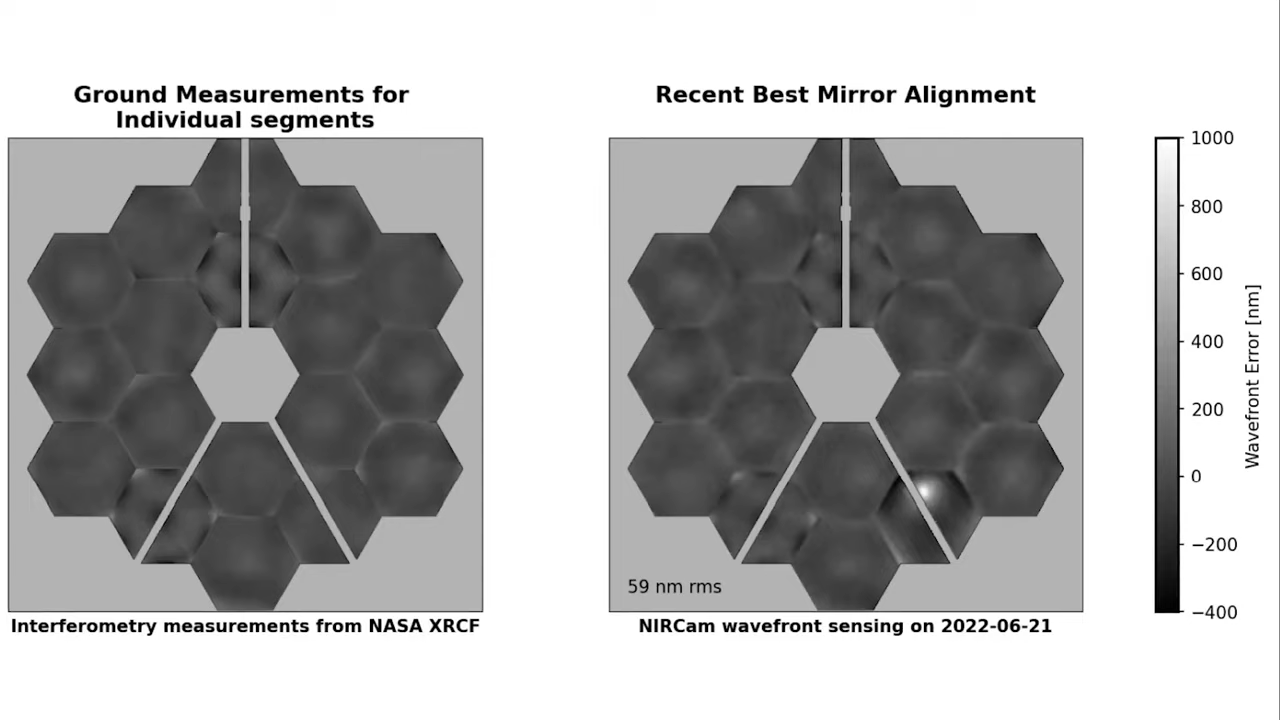 Ground Measurements for
Individual segments
Recent Best Mirror Alignment
1000
800
600
400
200
0
−200
−400
Wavefront Error [nm]
59 nm rms
Interferometry measurements from NASA XRCF
NIRCam wavefront sensing on 2022-06-21